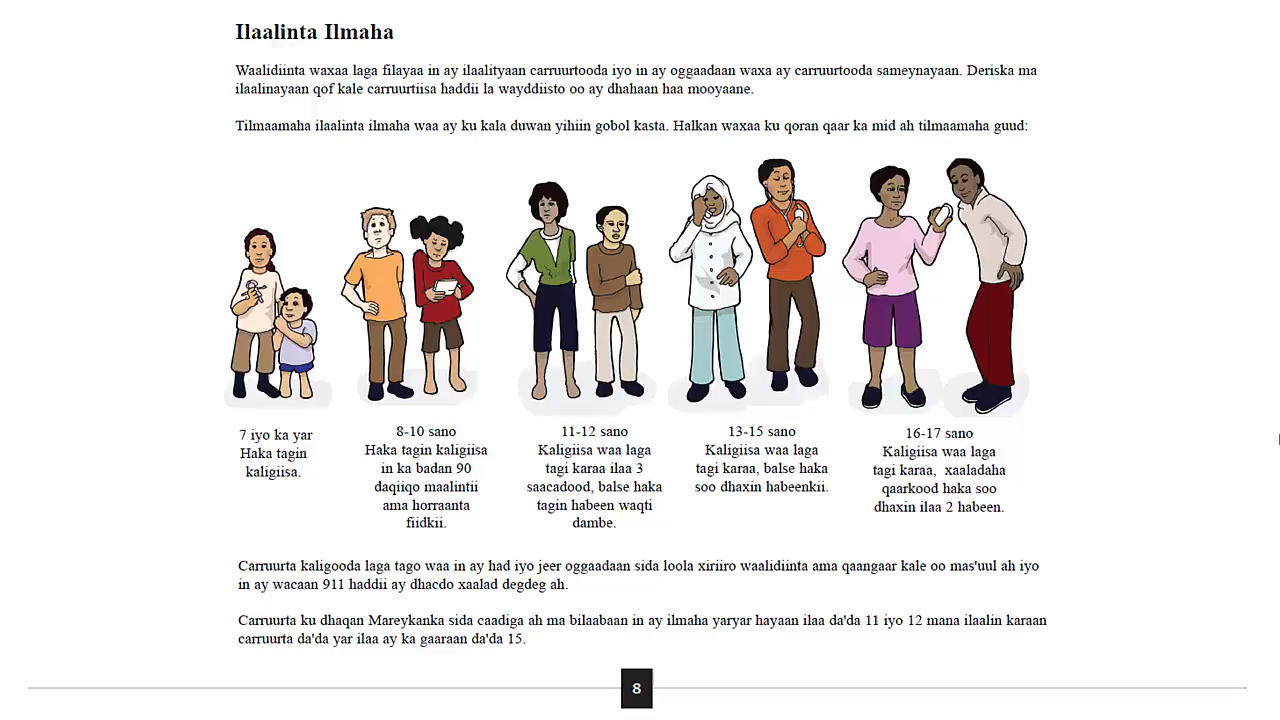 Ilaalinta Ilmaha
Waalidiinta waxaa laga filayaa in ay ilaalityaan carruurtooda iyo in ay oggaadaan waxa ay carruurtooda sameynayaan. Deriska ma
ilaalinayaan qof kale carruurtiisa haddii la wayddiisto oo ay dhahaan haa mooyaane.
Tilmaamaha ilaalinta ilmaha waa ay ku kala duwan yihiin gobol kasta. Halkan waxaa ku qoran qaar ka mid ah tilmaamaha guud:
7 iyo ka yar
Haka tagin
kaligiisa.
8-10 sano
Haka tagin kaligiisa
in ka badan 90
daqiiqo maalintii
ama horraanta
fiidkii.
11-12 sano
Kaligiisa waa laga
tagi karaa ilaa 3
saacadood, balse haka
tagin habeen waqti
dambe.
13-15 sano
Kaligiisa waa laga
tagi karaa, balse haka
soo dhaxin habeenkii.
16-17 sano
Kaligiisa waa laga
tagi karaa, xaaladaha
qaarkood haka soo
dhaxin ilaa 2 habeen.
Carruurta kaligooda laga tago waa in ay had iyo jeer oggaadaan sida loola xiriiro waalidiinta ama qaangaar kale oo mas'uul ah iyo
in ay wacaan 911 haddii ay dhacdo xaalad degdeg ah.
Carruurta ku dhaqan Mareykanka sida caadiga ah ma bilaabaan in ay ilmaha yaryar hayaan ilaa da'da 11 iyo 12 mana ilaalin karaan
carruurta da'da yar ilaa ay ka gaaraan da'da 15.
8